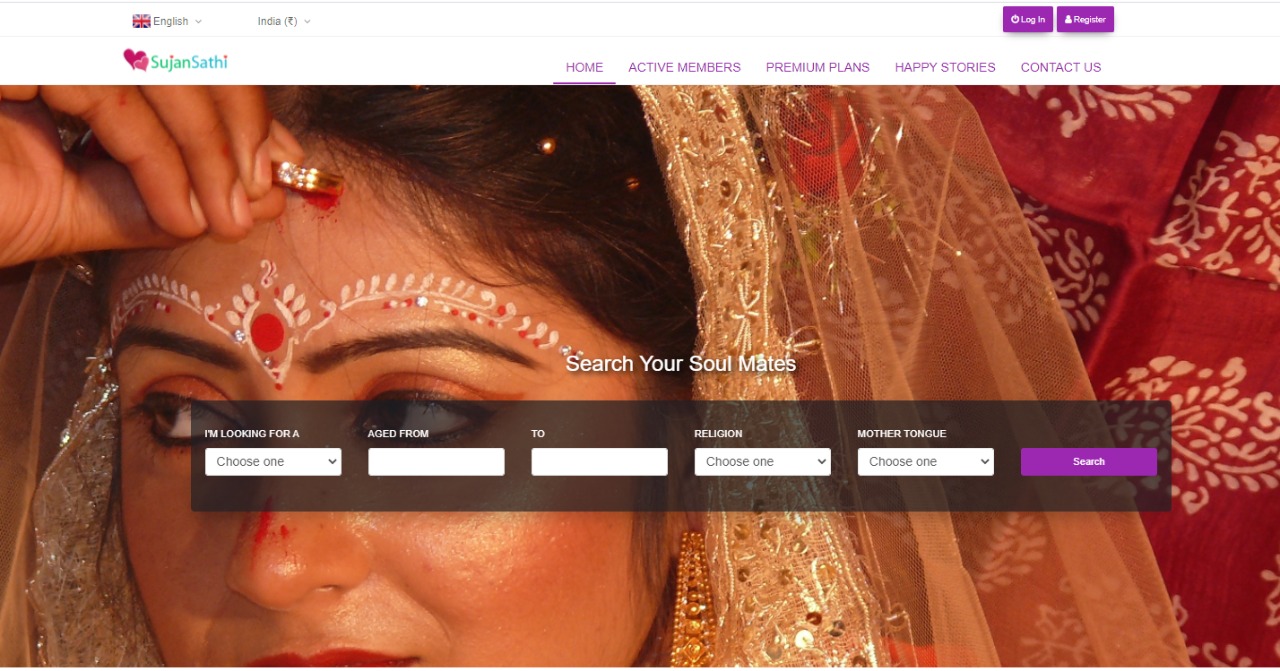 English India (₹) Log In Register
SujanSathi
HOME ACTIVE MEMBERS PREMIUM PLANS HAPPY STORIES CONTACT US
Search Your Soul Mates
I'M LOOKING FOR A AGED FROM TO RELIGION MOTHER TONGUE
Choose one Choose one Choose one Search